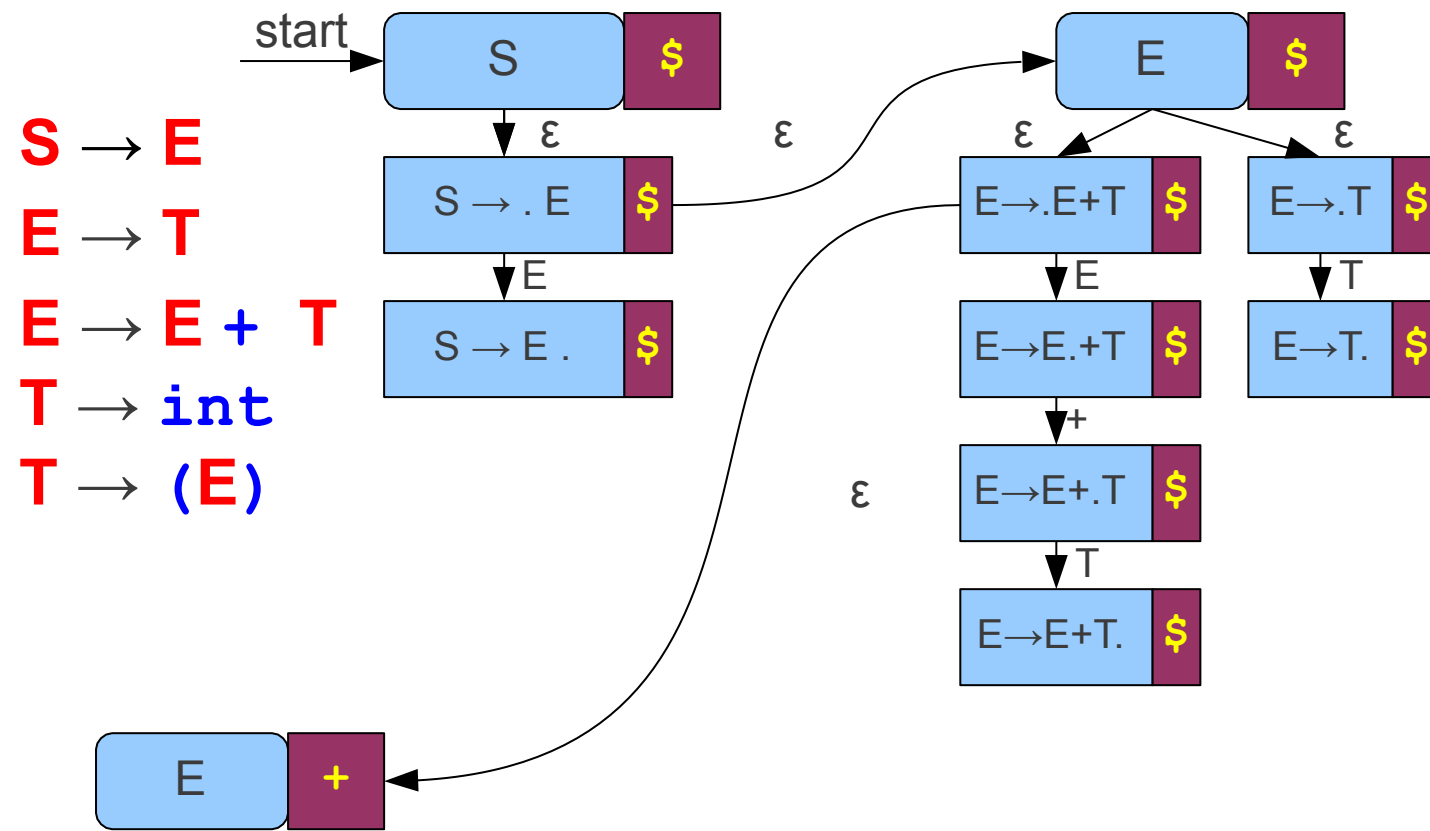 start
S $
E $
ε
ε
ε
ε
S → E
E → T
E → E + T
T → int
T → (E)
S → . E $
E
S → E . $
E→.E+T $
E
E→E.+T $
+
E→E+.T $
T
E→E+T. $
E→.T $
T
E→T. $
ε
E +